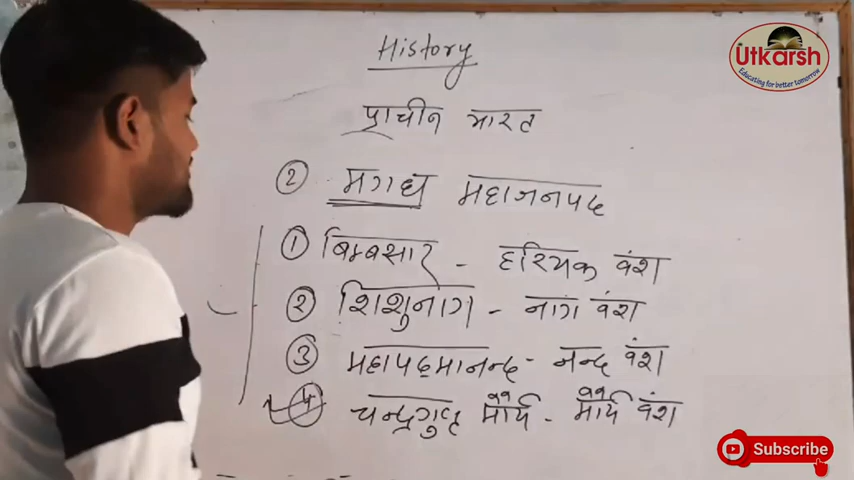 History
प्राचीन भारत
② मगध महाजनपद
① बिम्बसार - हरियक वंश
② शिशुनाग - नाग वंश
③ महापद्मानन्द - नन्द वंश
④ चन्द्रगुप्त मौर्य - मौर्य वंश
Utkarsh
Educating for better tomorrow
Subscribe